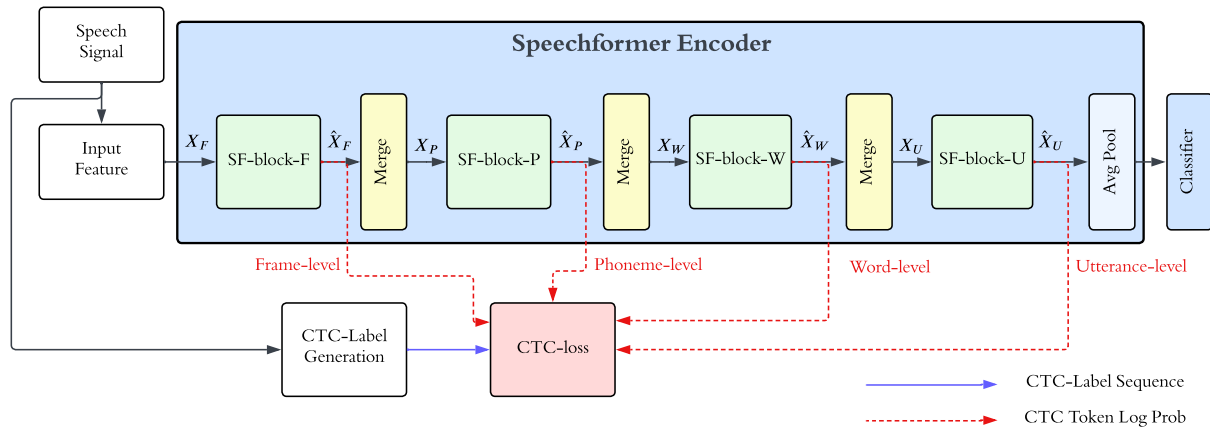 Speech
Signal
Speechformer Encoder
Input
Feature
X_F
SF-block-F
X̂_F
Merge
X_P
SF-block-P
X̂_P
Merge
X_W
SF-block-W
X̂_W
Merge
X_U
SF-block-U
X̂_U
Avg Pool
Classifier
Frame-level
Phoneme-level
Word-level
Utterance-level
CTC-Label
Generation
CTC-loss
CTC-Label Sequence
CTC Token Log Prob